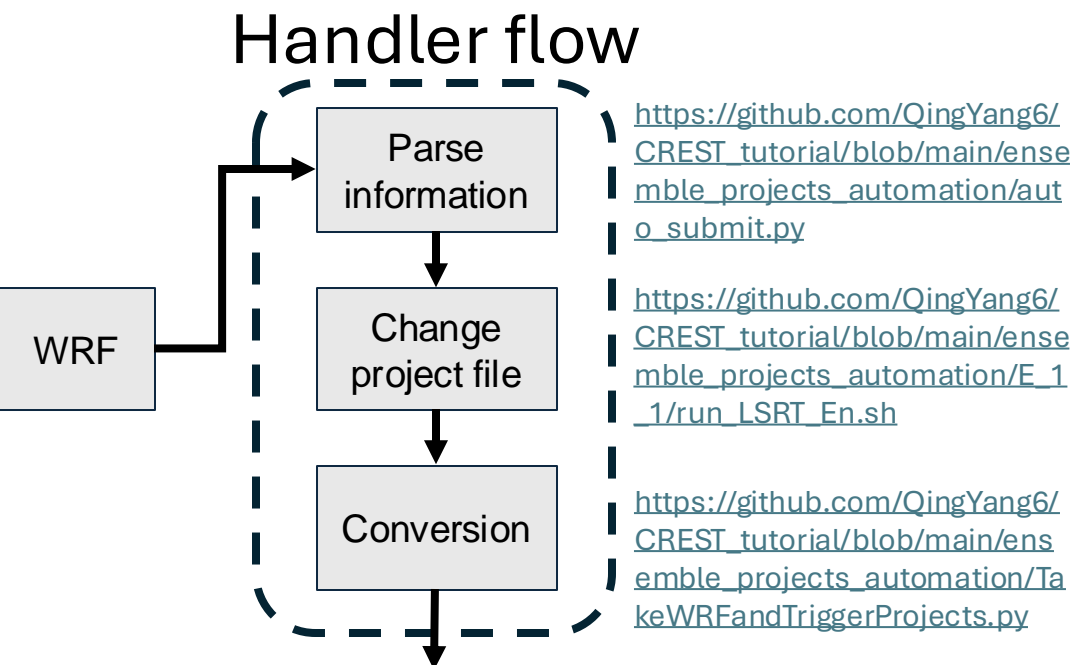 Handler flow
Parse
information
https://github.com/QingYang6/
CREST_tutorial/blob/main/ense
mble_projects_automation/aut
o_submit.py
WRF
Change
project file
https://github.com/QingYang6/
CREST_tutorial/blob/main/ense
mble_projects_automation/E_1
_1/run_LSRT_En.sh
Conversion
https://github.com/QingYang6/
CREST_tutorial/blob/main/ens
emble_projects_automation/Ta
keWRFandTriggerProjects.py